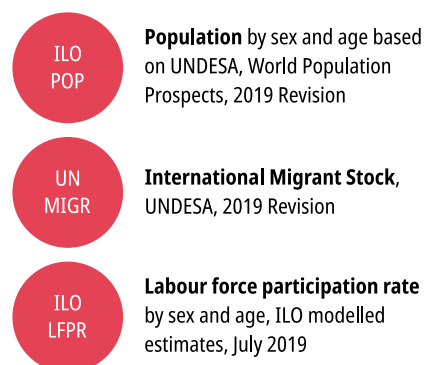 ILO
POP
Population by sex and age based
on UNDESA, World Population
Prospects, 2019 Revision
UN
MIGR
International Migrant Stock,
UNDESA, 2019 Revision
ILO
LFPR
Labour force participation rate
by sex and age, ILO modelled
estimates, July 2019